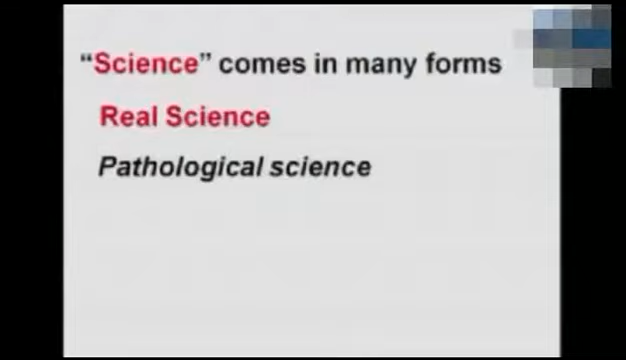 “Science” comes in many forms
Real Science
Pathological science